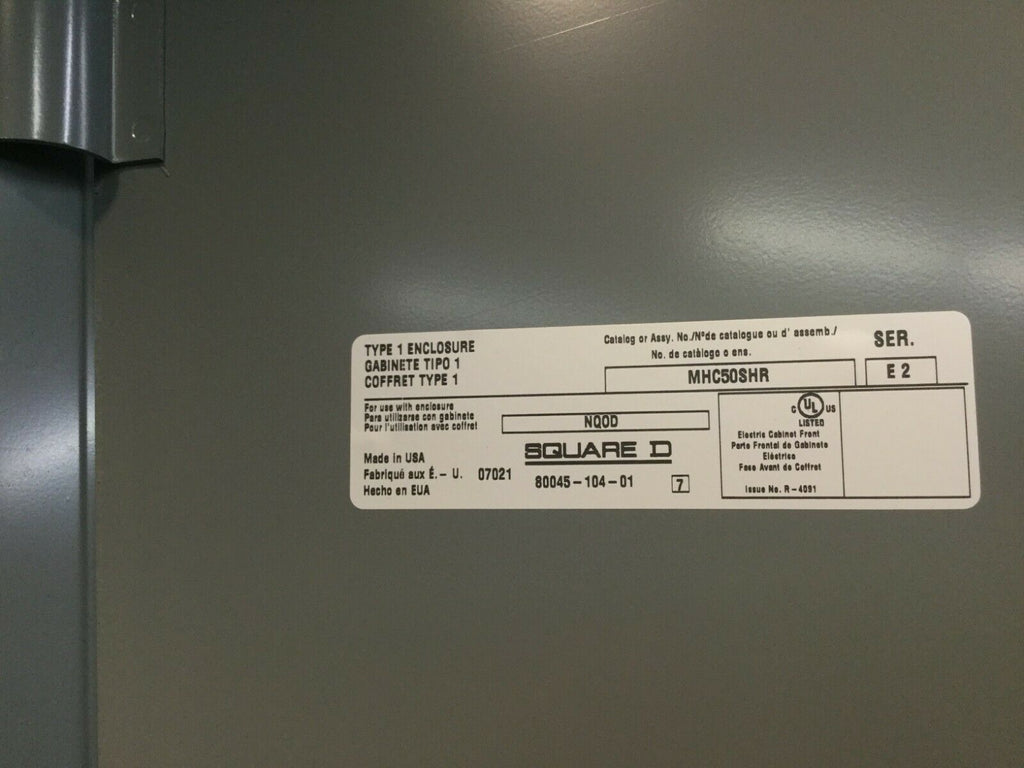 TYPE 1 ENCLOSURE
GABINETE TIPO 1
COFFRET TYPE 1
Catalog or Assy. No./Nºde catalogue ou d' assemb./
No. de catálogo o ens.
MHC50SHR
SER.
E 2
For use with enclosure
Para utilizarse con gabinete
Pour l'utilisation avec coffret
NQOD
Made in USA
Fabriqué aux É.- U.
Hecho en EUA
07021
SQUARE D
80045-104-01
7
C UL US
LISTED
Electric Cabinet Front
Parte Frontal de Gabinete
Eléctrico
Face Avant de Coffret
Issue No. R-4091